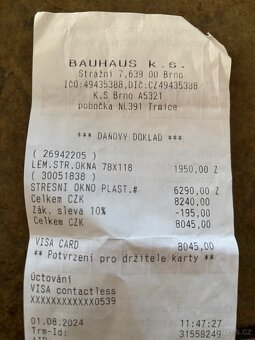 BAUHAUS k.s.
Stražní 7,639 00 Brno
IČO:49435388,DIČ:CZ49435388
K.S Brno A5321
pobočka NL391 Trmice
*** DAŇOVÝ DOKLAD ***
( 26942205 )
LEM.STR.OKNA 78X118 1950,00 Z
( 30051838 )
STRESNI OKNO PLAST.# 6290,00 Z
Celkem CZK 8240,00
Zák. sleva 10% -195,00
Celkem CZK 8045,00
VISA CARD 8045,00
** Potvrzení pro držitele karty **
Účtování
VISA contactless
XXXXXXXXXXXX0539
01.08.2024 11:47:27
Trm-Id: 31558249